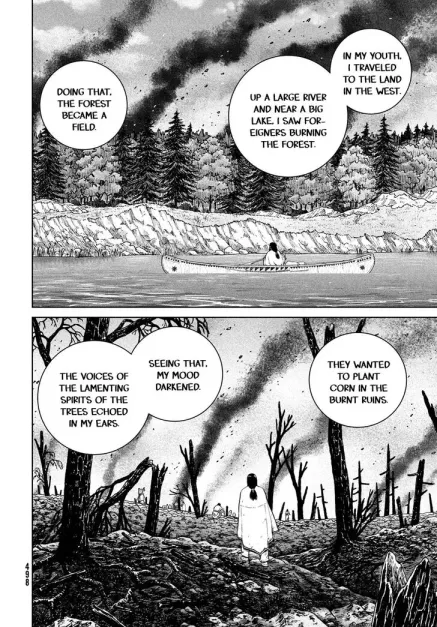 IN MY YOUTH,
I TRAVELED
TO THE LAND
IN THE WEST.
UP A LARGE RIVER
AND NEAR A BIG
LAKE, I SAW FOR-
EIGNERS BURNING
THE FOREST.
DOING THAT,
THE FOREST
BECAME A
FIELD.
THEY WANTED
TO PLANT
CORN IN THE
BURNT RUINS.
SEEING THAT,
MY MOOD
DARKENED.
THE VOICES OF
THE LAMENTING
SPIRITS OF THE
TREES ECHOED
IN MY EARS.
498